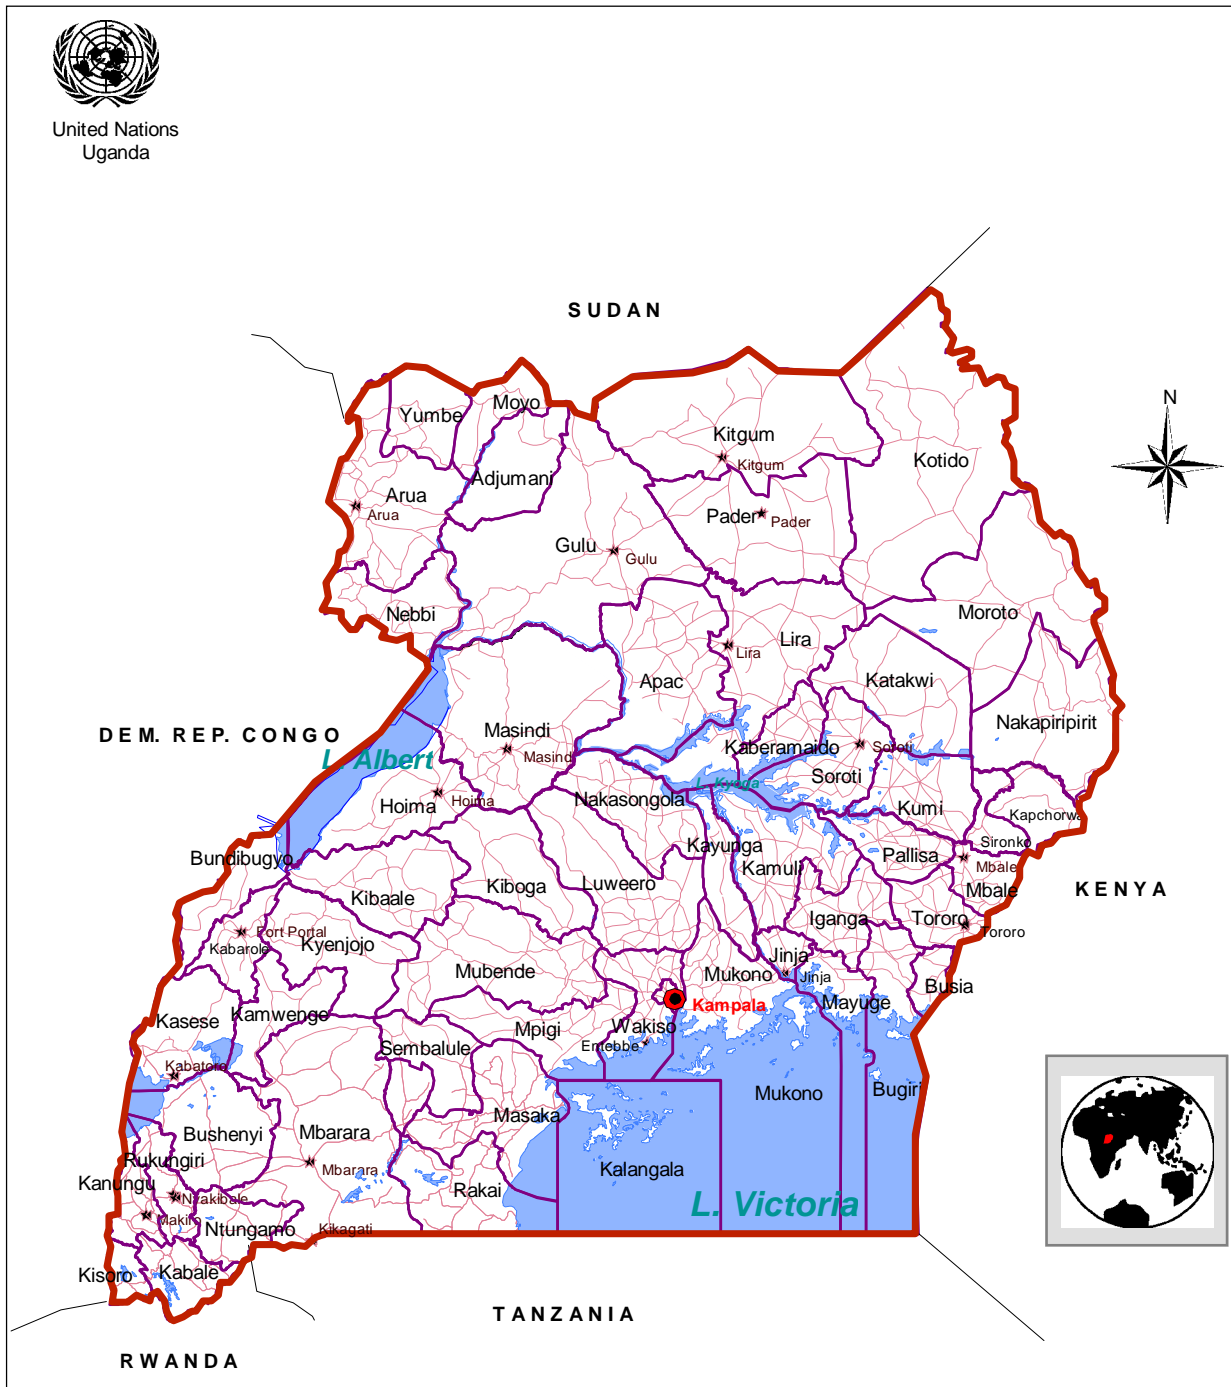 United Nations
Uganda
SUDAN
N
Yumbe
Moyo
Kitgum
Kitgum
Kotido
Adjumani
Arua
Arua
Pader
Pader
Gulu
Gulu
Nebbi
Moroto
Lira
Lira
Apac
Katakwi
Nakapiripirit
DEM. REP. CONGO
Masindi
Masindi
Kaberamaido
Soroti
L. Albert
Soroti
L. Kyoga
Hoima
Hoima
Nakasongola
Kumi
Kapchorwa
Sironko
Kayunga
Bundibugyo
Pallisa
Mbale
Kamuli
Luweero
Kiboga
Kibaale
Mbale
KENYA
Iganga
Tororo
Tororo
Fort Portal
Kyenjojo
Kabarole
Jinja
Jinja
Mubende
Mukono
Busia
Kampala
Mayuge
Kamwenge
Kasese
Mpigi
Wakiso
Entebbe
Sembabule
Kabatoro
Mukono
Bugiri
Masaka
Bushenyi
Mbarara
Mbarara
Rukungiri
Kalangala
Kanungu
Rakai
Nyakibale
L. Victoria
Makiro
Ntungamo
Kikagati
Kisoro
Kabale
TANZANIA
RWANDA